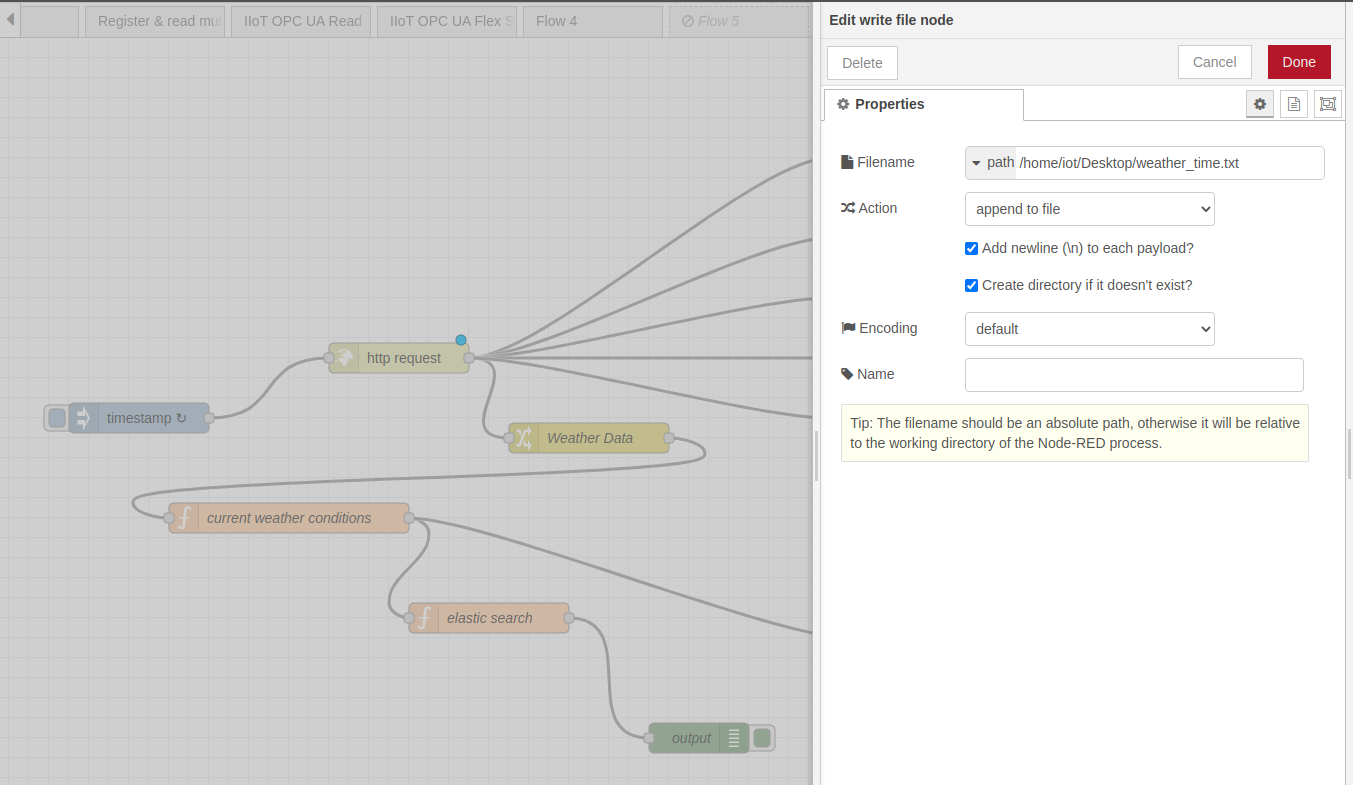 Register & read mul
IIoT OPC UA Read
IIoT OPC UA Flex S
Flow 4
Flow 5
http request
timestamp ↻
Weather Data
current weather conditions
elastic search
output
Edit write file node
Delete
Cancel
Done
Properties
Filename
path
/home/iot/Desktop/weather_time.txt
Action
append to file
Add newline (\n) to each payload?
Create directory if it doesn't exist?
Encoding
default
Name
Tip: The filename should be an absolute path, otherwise it will be relative
to the working directory of the Node-RED process.